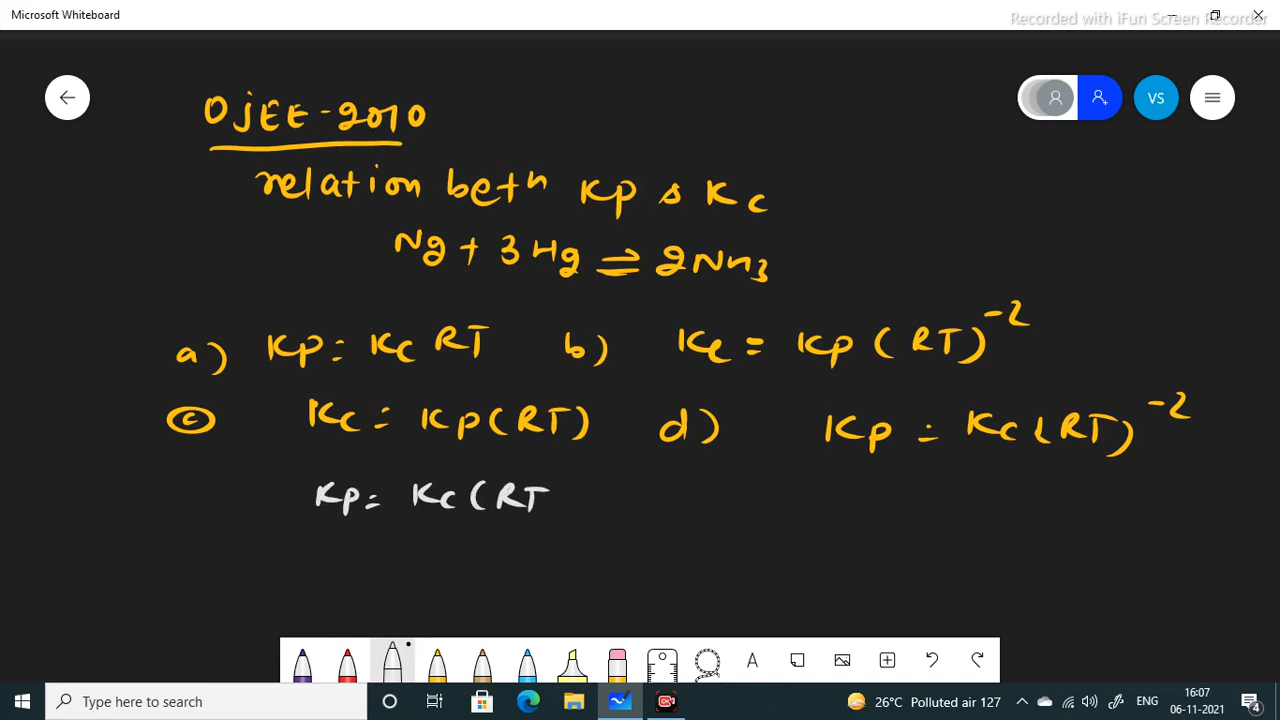 Microsoft Whiteboard
Recorded with iFun Screen Recorder
VS
OJEE-2010
relation betn Kp & Kc
N2 + 3H2 ⇌ 2NH3
a) Kp = Kc RT b) Kc = Kp (RT)^-2
c Kc = Kp(RT) d) Kp = Kc (RT)^-2
Kp = Kc (RT
A
Type here to search
26°C Polluted air 127
ENG
16:07
06-11-2021
4